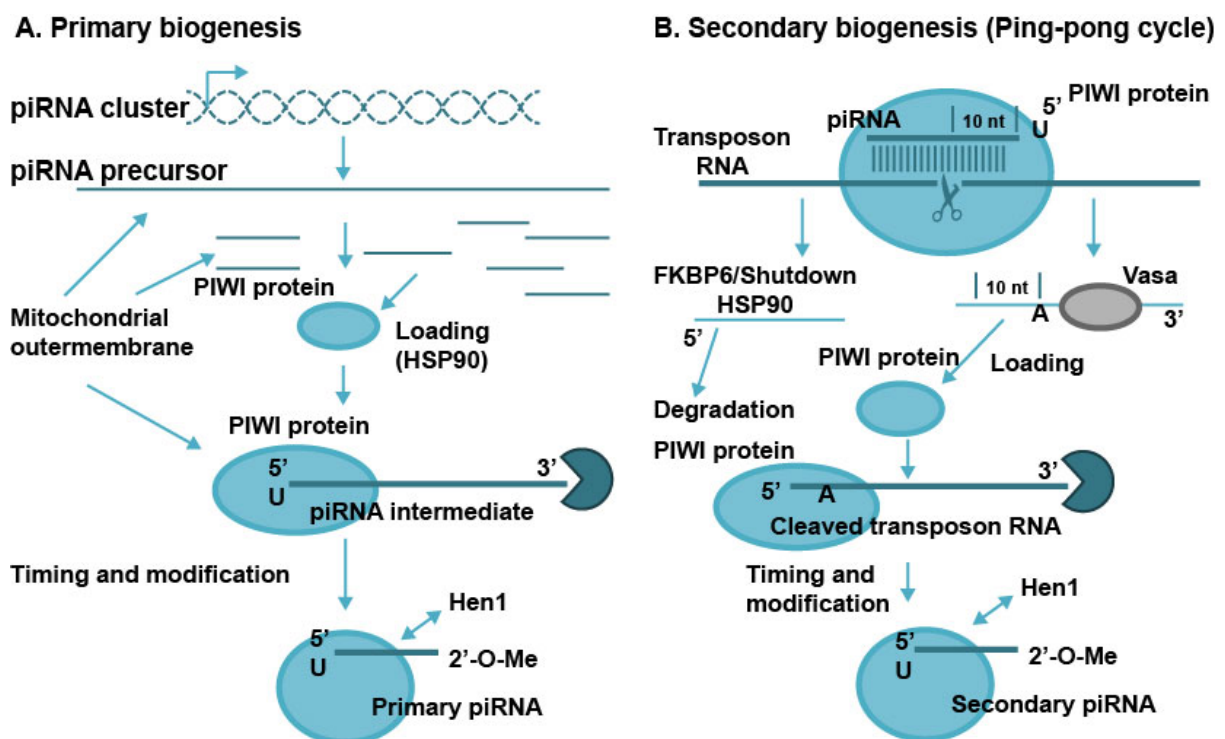 A. Primary biogenesis
piRNA cluster
piRNA precursor
PIWI protein
Mitochondrial
outermembrane
Loading
(HSP90)
PIWI protein
5’
U
3’
piRNA intermediate
Timing and modification
Hen1
5’
U
2’-O-Me
Primary piRNA
B. Secondary biogenesis (Ping-pong cycle)
PIWI protein
5’
U
piRNA
10 nt
Transposon
RNA
FKBP6/Shutdown
HSP90
5’
10 nt
A
Vasa
3’
PIWI protein
Loading
Degradation
PIWI protein
5’
A
3’
Cleaved transposon RNA
Timing and
modification
Hen1
5’
U
2’-O-Me
Secondary piRNA